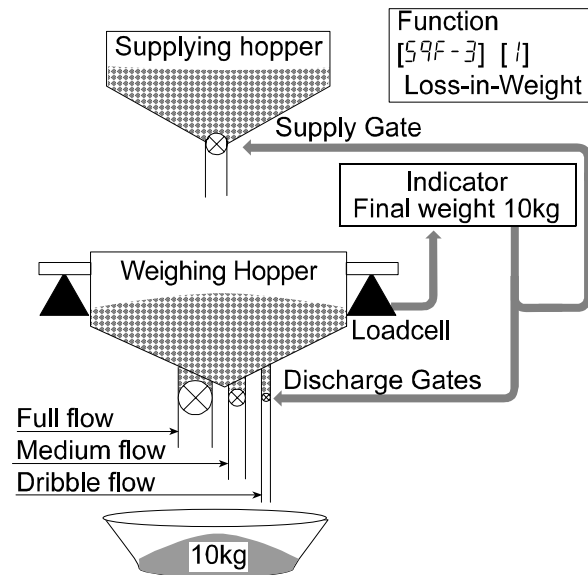 Supplying hopper
Function
[59F-3] [1]
Loss-in-Weight
Supply Gate
Indicator
Final weight 10kg
Weighing Hopper
Loadcell
Discharge Gates
Full flow
Medium flow
Dribble flow
10kg